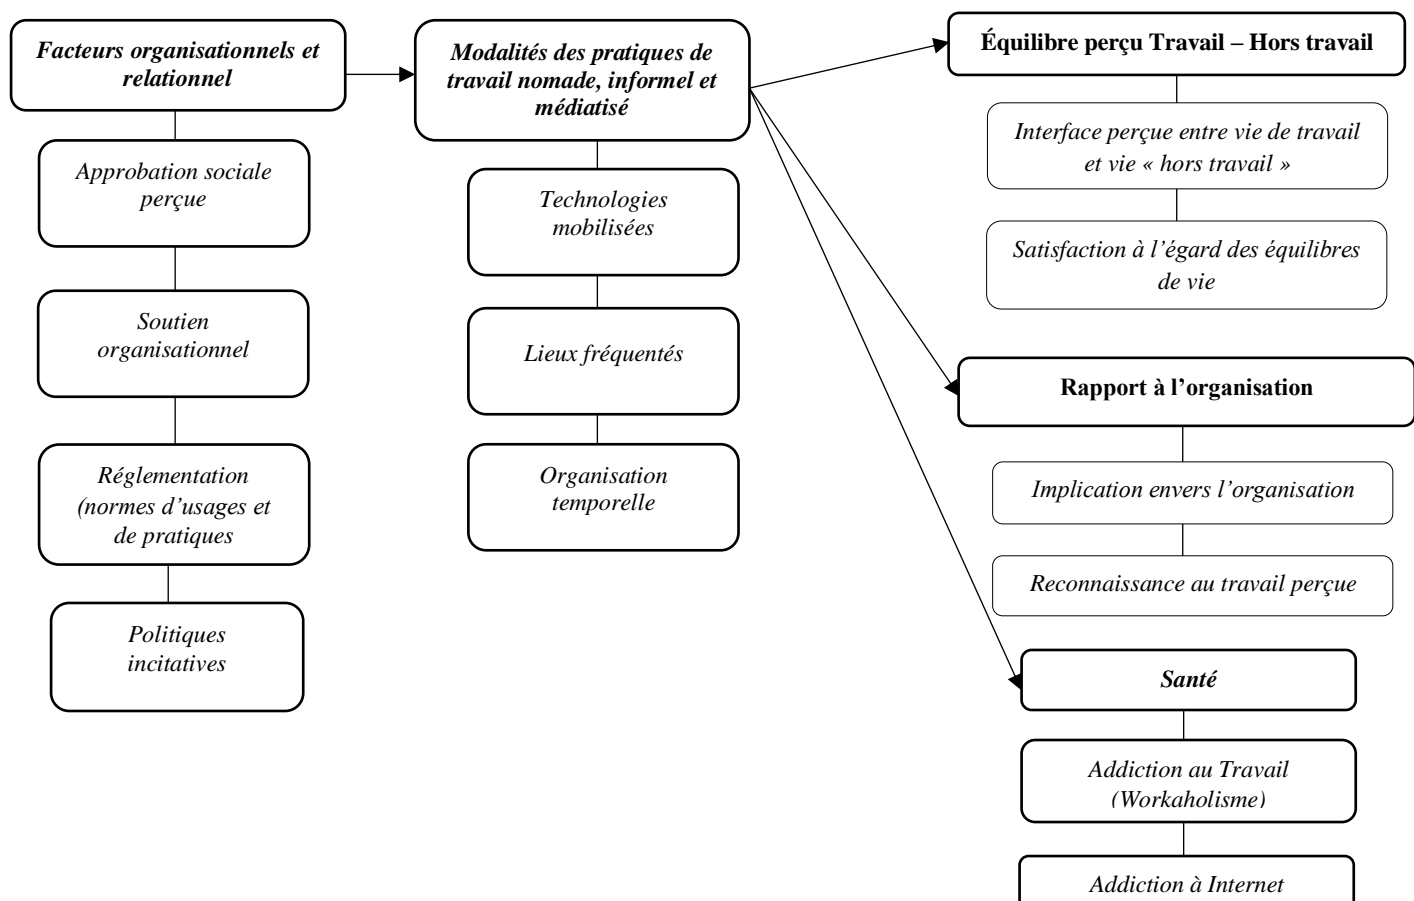 Facteurs organisationnels et
relationnel
Approbation sociale
perçue
Soutien
organisationnel
Réglementation
(normes d’usages et
de pratiques
Politiques
incitatives
Modalités des pratiques de
travail nomade, informel et
médiatisé
Technologies
mobilisées
Lieux fréquentés
Organisation
temporelle
Équilibre perçu Travail – Hors travail
Interface perçue entre vie de travail
et vie « hors travail »
Satisfaction à l’égard des équilibres
de vie
Rapport à l’organisation
Implication envers l’organisation
Reconnaissance au travail perçue
Santé
Addiction au Travail
(Workaholisme)
Addiction à Internet